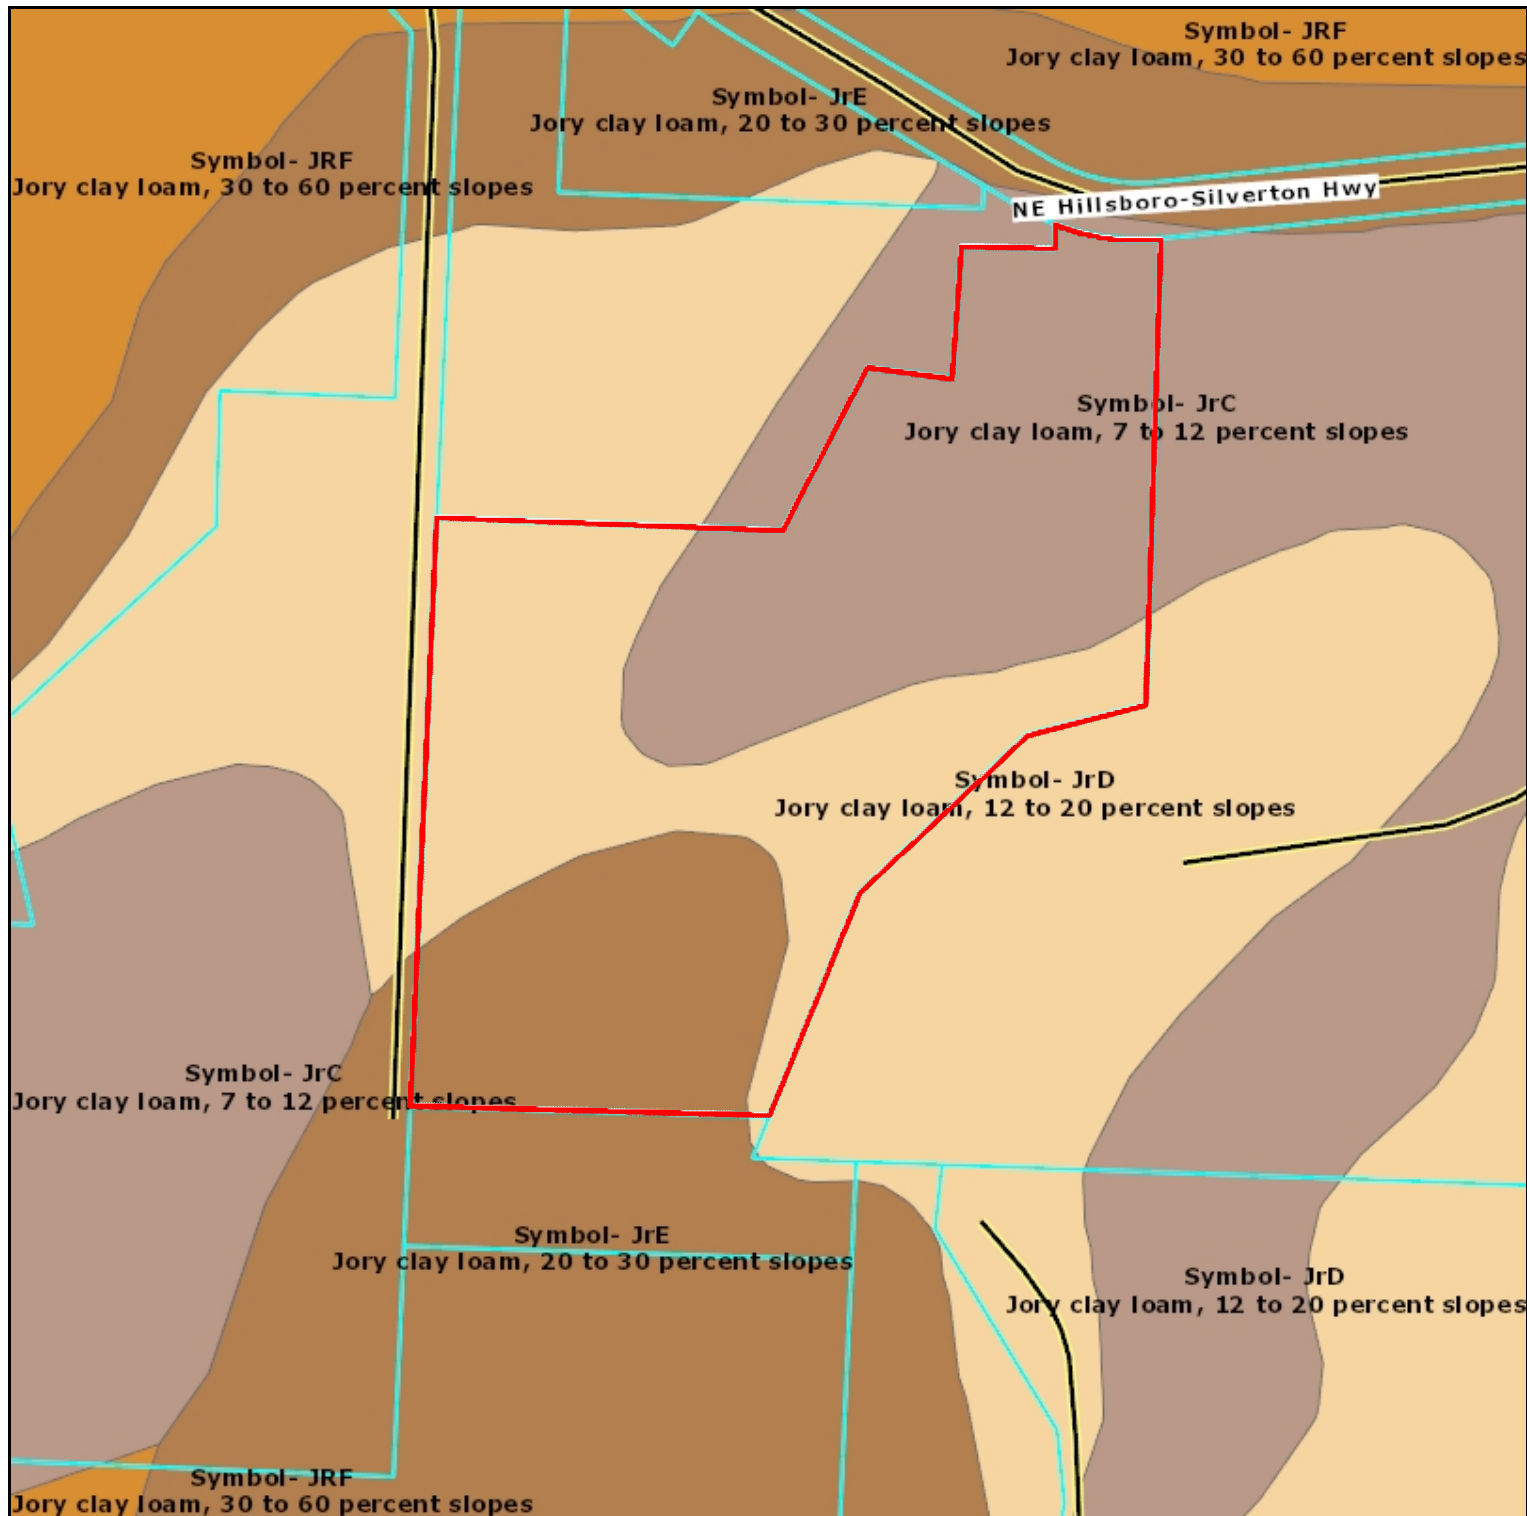 Symbol- JRF
Jory clay loam, 30 to 60 percent slopes
Symbol- JrE
Jory clay loam, 20 to 30 percent slopes
Symbol- JRF
Jory clay loam, 30 to 60 percent slopes
NE Hillsboro-Silverton Hwy
Symbol- JrC
Jory clay loam, 7 to 12 percent slopes
Symbol- JrD
Jory clay loam, 12 to 20 percent slopes
Symbol- JrC
Jory clay loam, 7 to 12 percent slopes
Symbol- JrE
Jory clay loam, 20 to 30 percent slopes
Symbol- JrD
Jory clay loam, 12 to 20 percent slopes
Symbol- JRF
Jory clay loam, 30 to 60 percent slopes